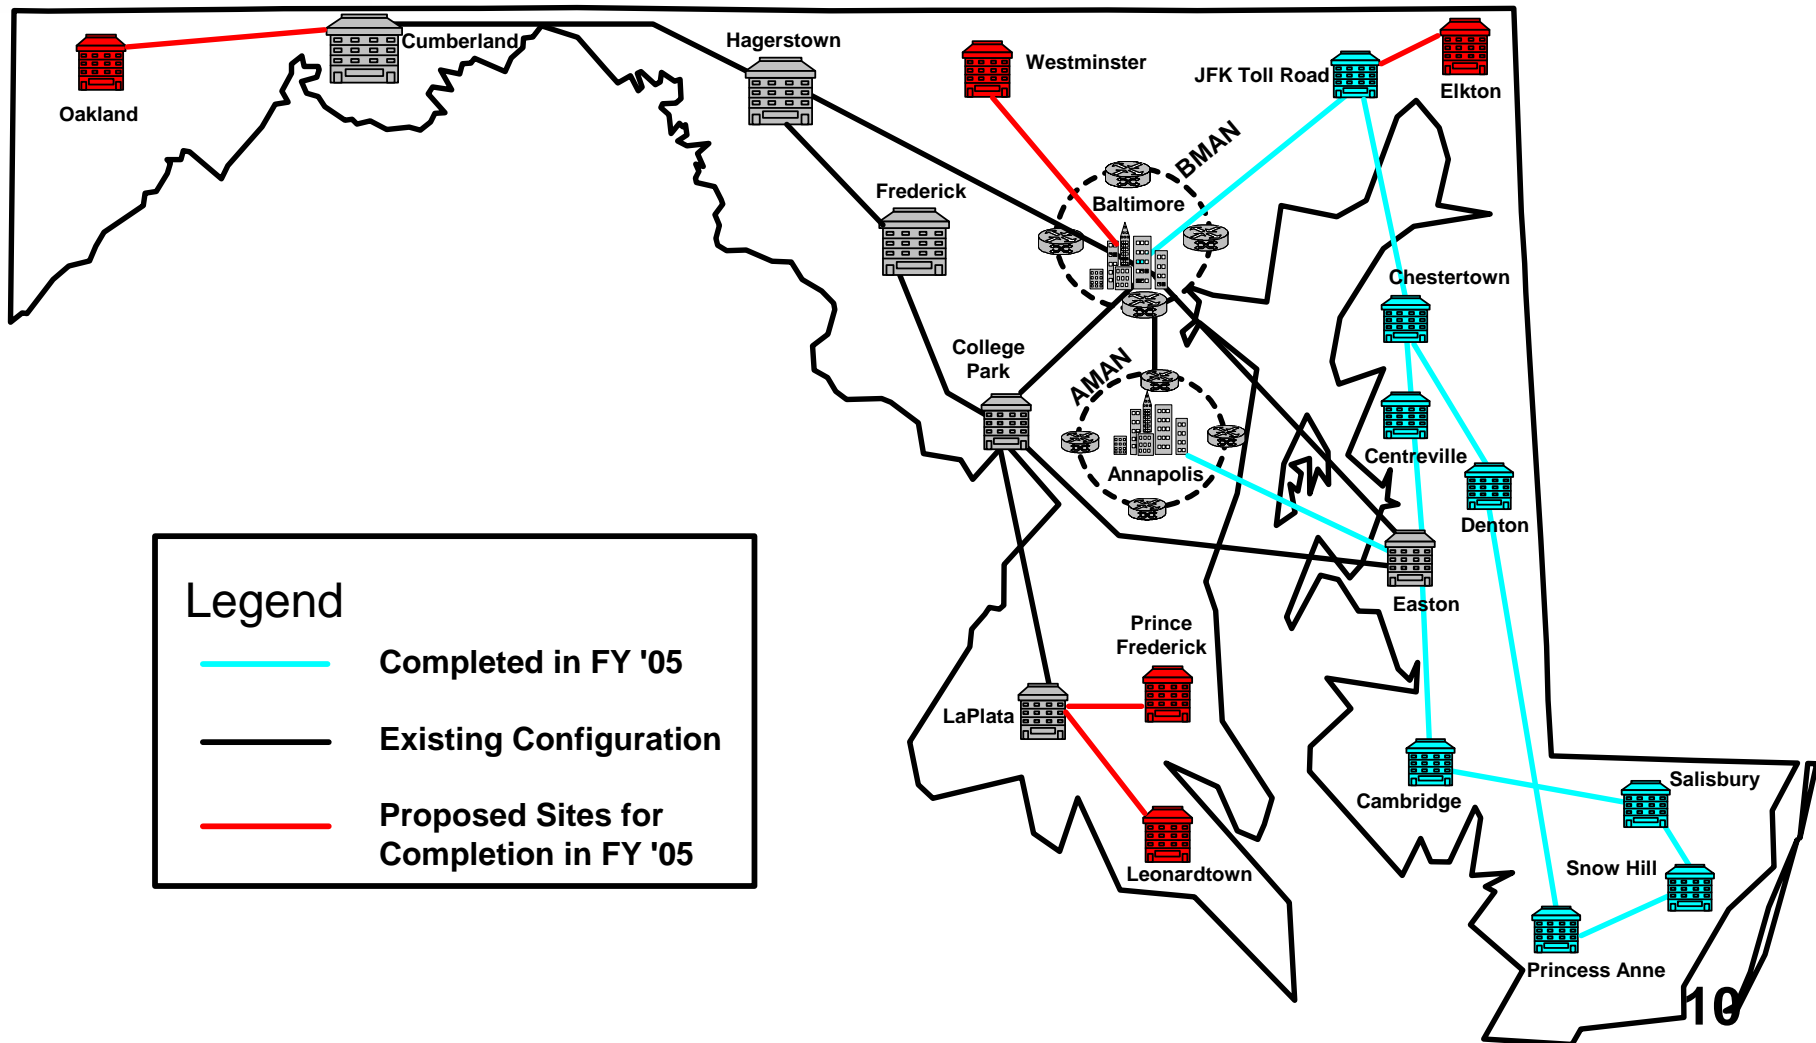 Cumberland
Hagerstown
Westminster
JFK Toll Road
Elkton
Oakland
BMAN
Frederick
Baltimore
Chestertown
College
Park
AMAN
Centreville
Annapolis
Denton
Easton
Legend
Completed in FY '05
Existing Configuration
Proposed Sites for
Completion in FY '05
Prince
Frederick
LaPlata
Leonardtown
Cambridge
Salisbury
Snow Hill
Princess Anne
10